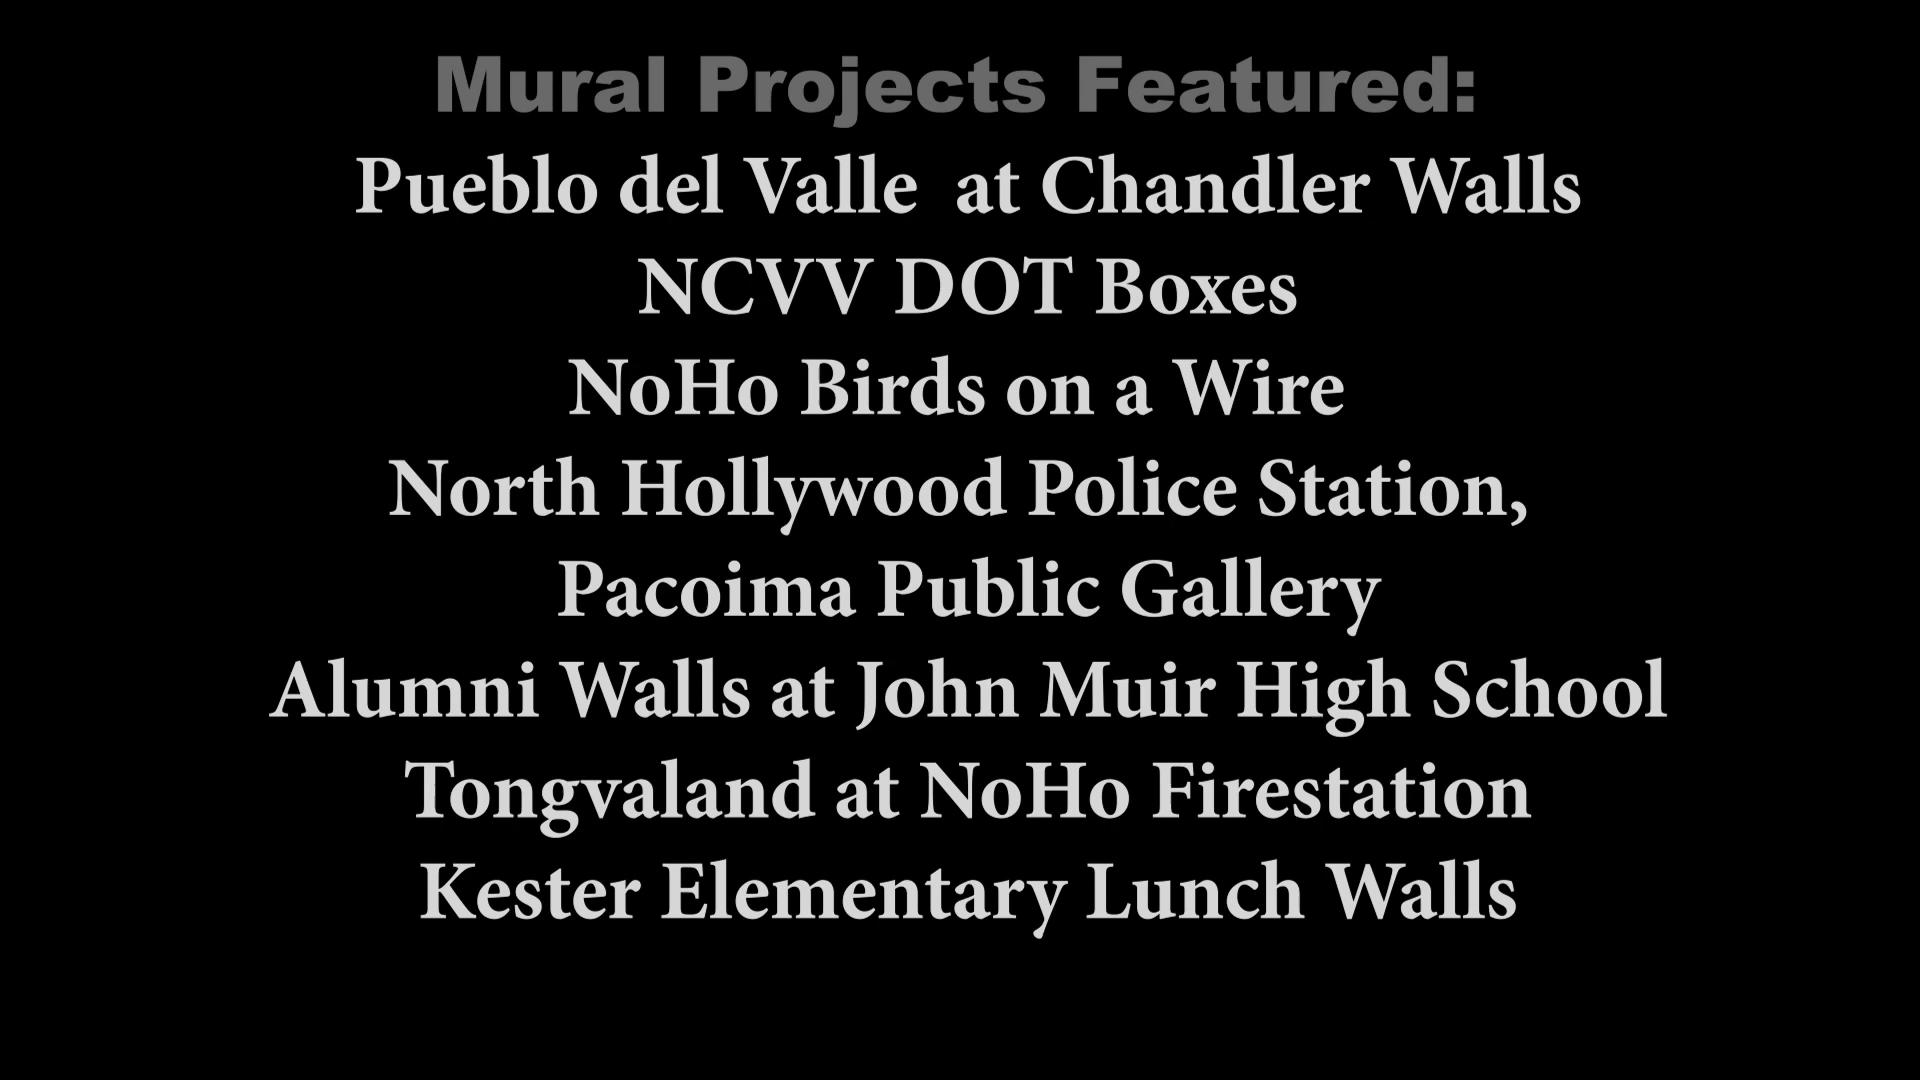 Mural Projects Featured:
Pueblo del Valle  at Chandler Walls
NCVV DOT Boxes
NoHo Birds on a Wire
North Hollywood Police Station,
Pacoima Public Gallery
Alumni Walls at John Muir High School
Tongvaland at NoHo Firestation
Kester Elementary Lunch Walls